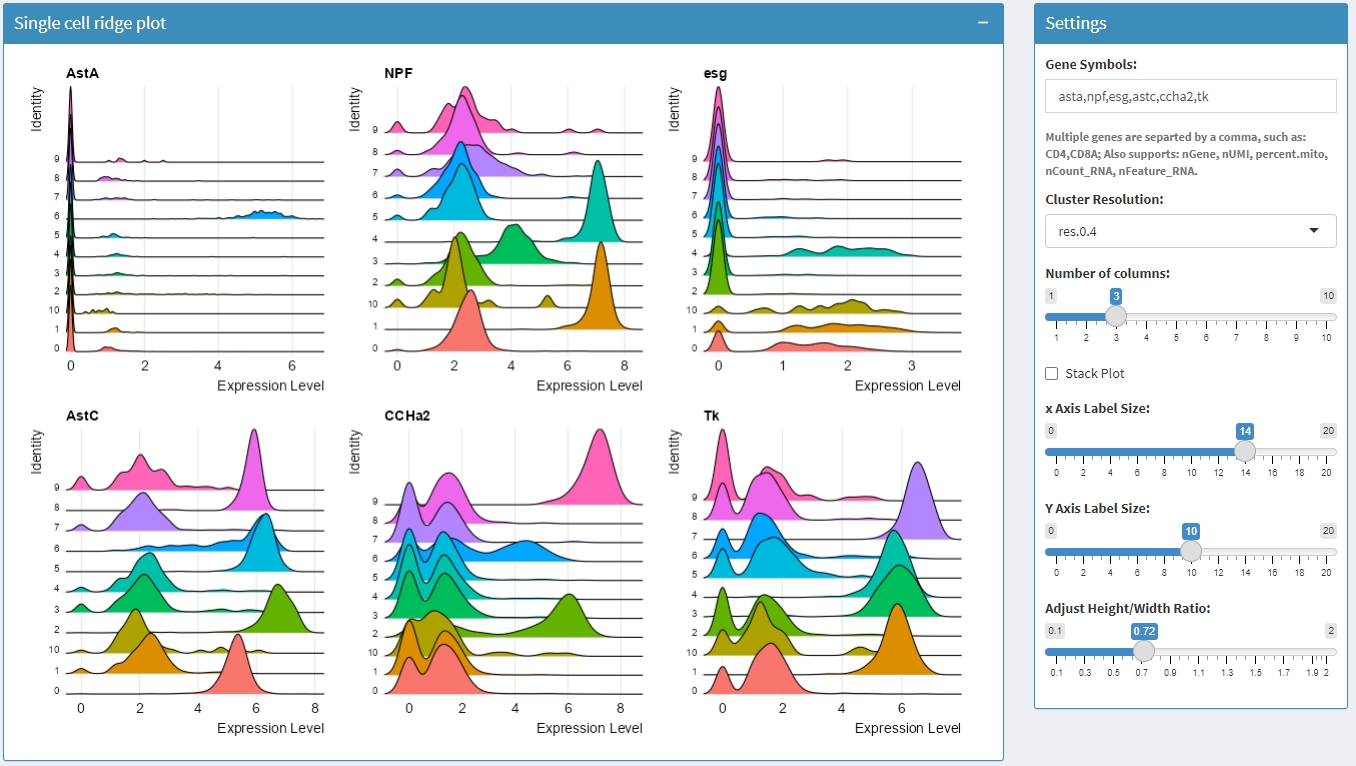 Single cell ridge plot
−
AstA
Identity
9
8
7
6
5
4
3
2
10
1
0
0 2 4 6
Expression Level
NPF
Identity
9
8
7
6
5
4
3
2
10
1
0
0 2 4 6 8
Expression Level
esg
Identity
9
8
7
6
5
4
3
2
10
1
0
0 1 2 3
Expression Level
AstC
Identity
9
8
7
6
5
4
3
2
10
1
0
0 2 4 6 8
Expression Level
CCHa2
Identity
9
8
7
6
5
4
3
2
10
1
0
0 2 4 6 8
Expression Level
Tk
Identity
9
8
7
6
5
4
3
2
10
1
0
0 2 4 6
Expression Level
Settings
Gene Symbols:
asta,npf,esg,astc,ccha2,tk
Multiple genes are separted by a comma, such as:
CD4,CD8A; Also supports: nGene, nUMI, percent.mito,
nCount_RNA, nFeature_RNA.
Cluster Resolution:
res.0.4
Number of columns:
1 3 10
1 2 3 4 5 6 7 8 9 10
Stack Plot
x Axis Label Size:
0 14 20
0 2 4 6 8 10 12 14 16 18 20
Y Axis Label Size:
0 10 20
0 2 4 6 8 10 12 14 16 18 20
Adjust Height/Width Ratio:
0.1 0.72 2
0.1 0.3 0.5 0.7 0.9 1.1 1.3 1.5 1.7 1.9 2